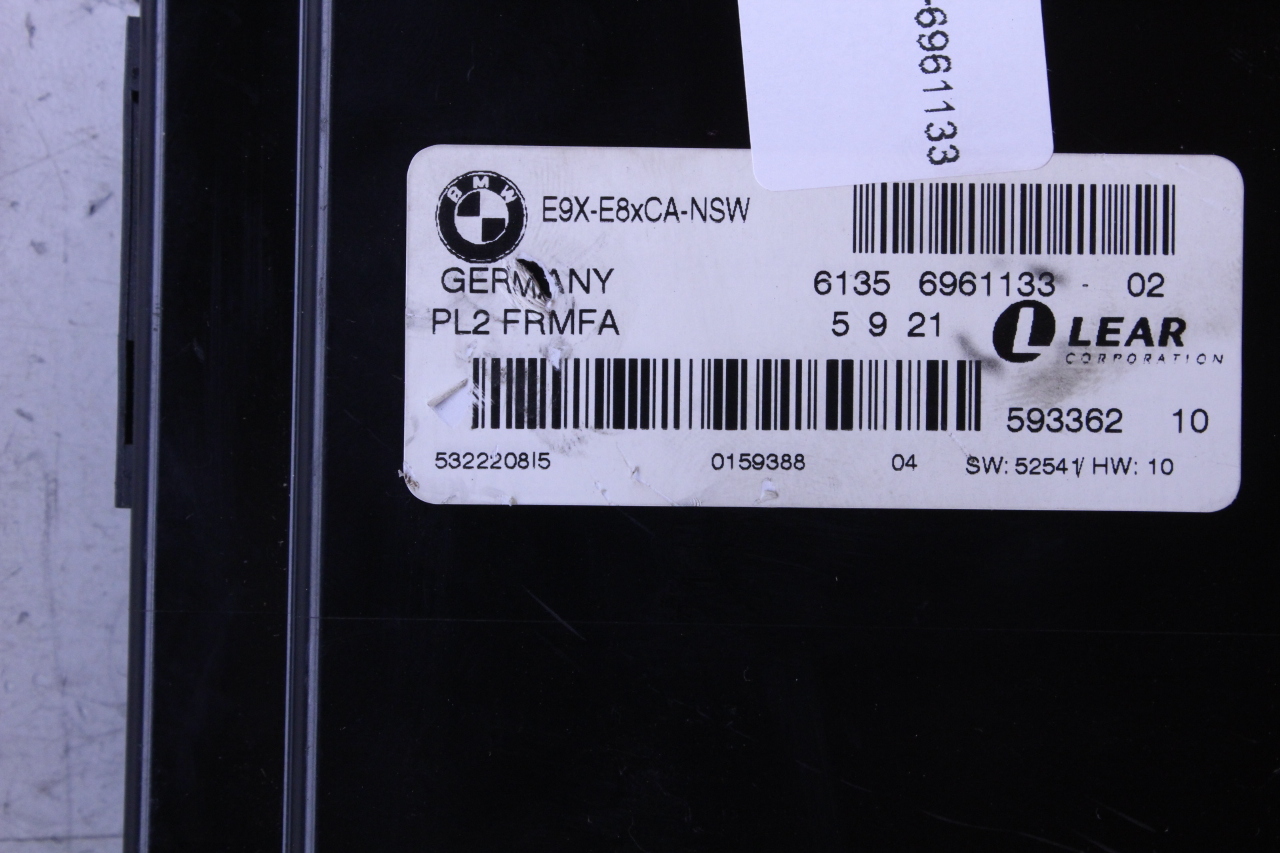 -6961133
BMW
E9X-E8xCA-NSW
GERMANY
6135 6961133 - 02
PL2 FRMFA
5 9 21
L LEAR
CORPORATION
593362 10
532220815 0159388 04 SW: 52541/ HW: 10